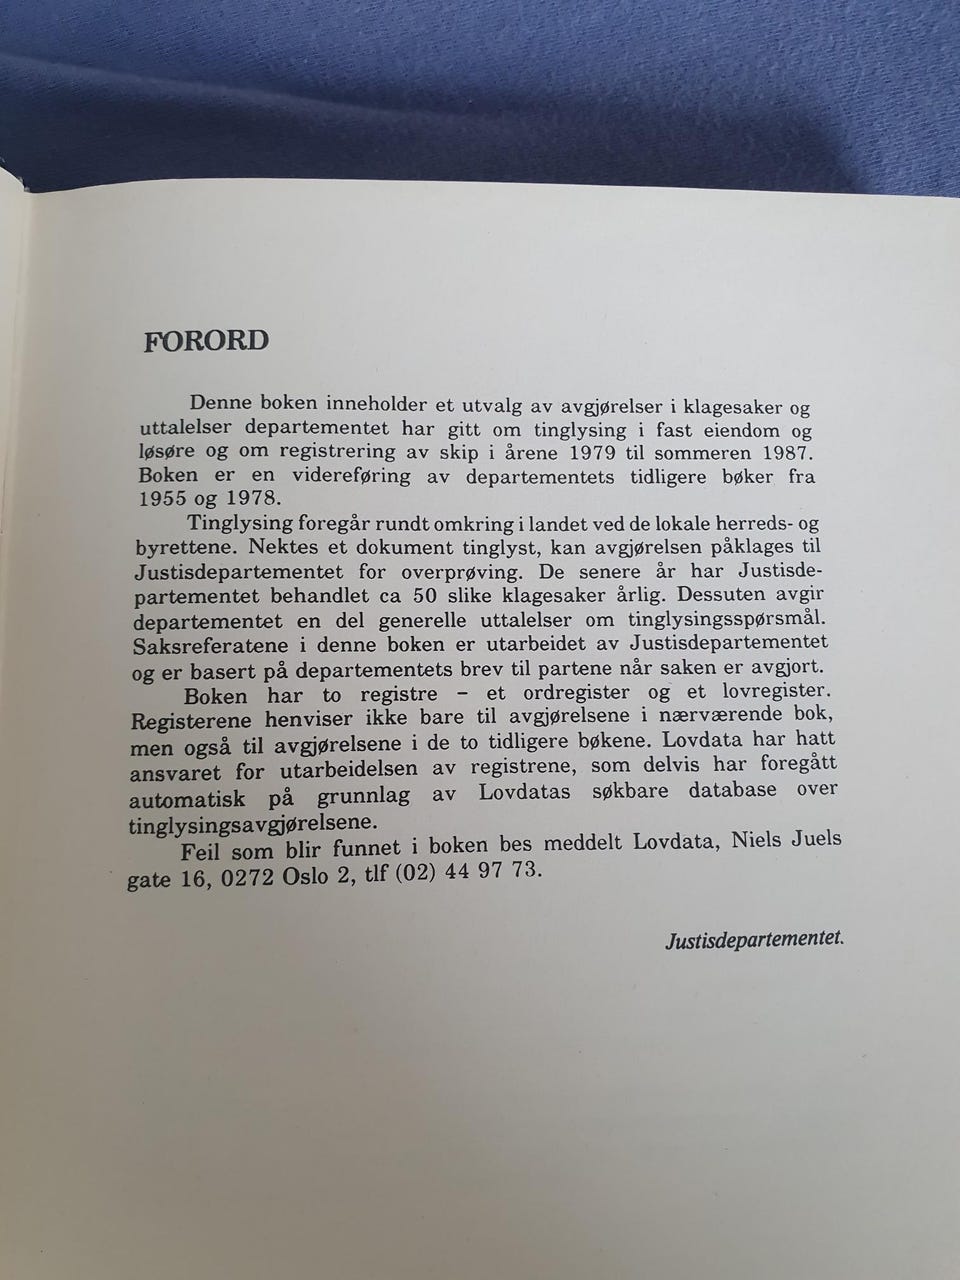 FORORD
Denne boken inneholder et utvalg av avgjørelser i klagesaker og
uttalelser departementet har gitt om tinglysing i fast eiendom og
løsøre og om registrering av skip i årene 1979 til sommeren 1987.
Boken er en videreføring av departementets tidligere bøker fra
1955 og 1978.
Tinglysing foregår rundt omkring i landet ved de lokale herreds- og
byrettene. Nektes et dokument tinglyst, kan avgjørelsen påklages til
Justisdepartementet for overprøving. De senere år har Justisde-
partementet behandlet ca 50 slike klagesaker årlig. Dessuten avgir
departementet en del generelle uttalelser om tinglysingsspørsmål.
Saksreferatene i denne boken er utarbeidet av Justisdepartementet
og er basert på departementets brev til partene når saken er avgjort.
Boken har to registre – et ordregister og et lovregister.
Registerene henviser ikke bare til avgjørelsene i nærværende bok,
men også til avgjørelsene i de to tidligere bøkene. Lovdata har hatt
ansvaret for utarbeidelsen av registrene, som delvis har foregått
automatisk på grunnlag av Lovdatas søkbare database over
tinglysingsavgjørelsene.
Feil som blir funnet i boken bes meddelt Lovdata, Niels Juels
gate 16, 0272 Oslo 2, tlf (02) 44 97 73.
Justisdepartementet.